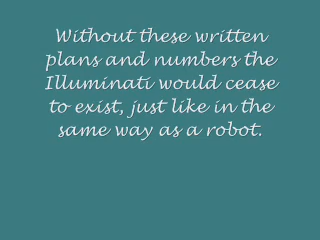 Without these written
plans and numbers the
Illuminati would cease
to exist, just like in the
same way as a robot.